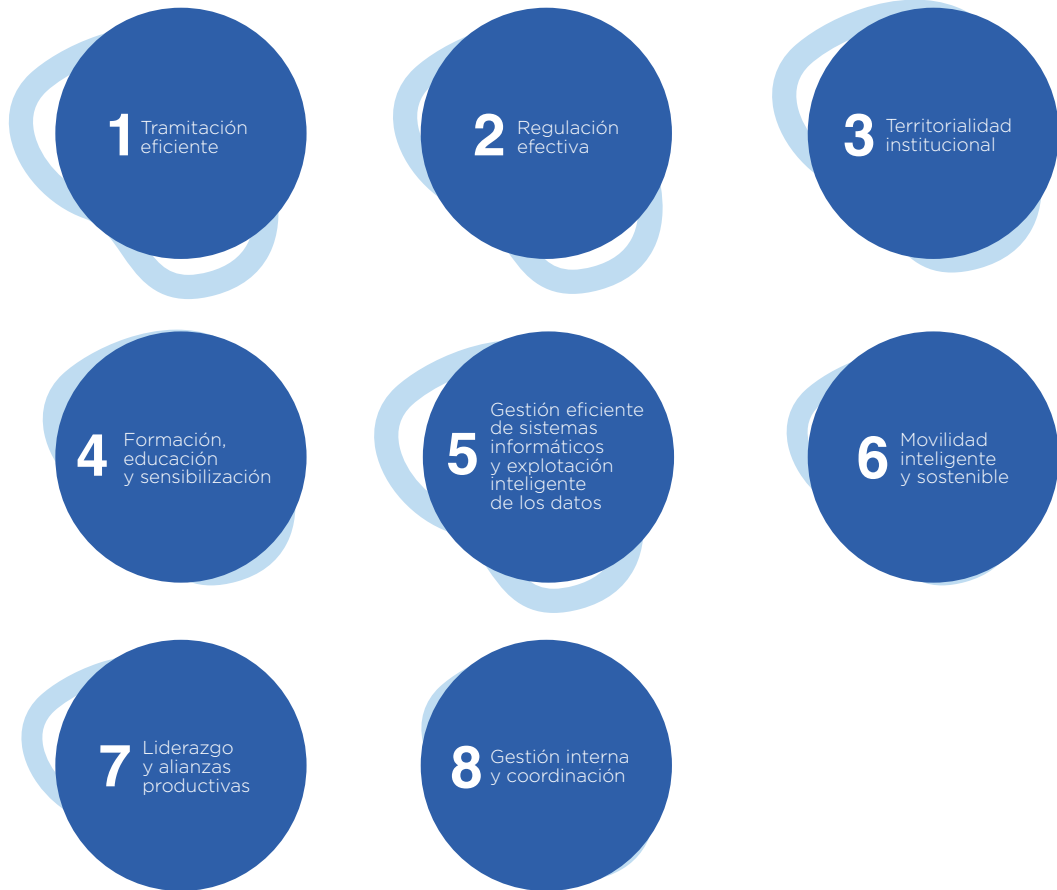 1 Tramitación
eficiente
2 Regulación
efectiva
3 Territorialidad
institucional
4 Formación,
educación
y sensibilización
5 Gestión eficiente
de sistemas
informáticos
y explotación
inteligente
de los datos
6 Movilidad
inteligente
y sostenible
7 Liderazgo
y alianzas
productivas
8 Gestión interna
y coordinación